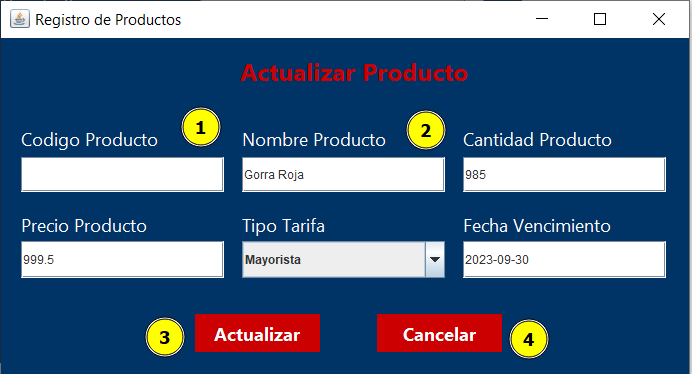 Registro de Productos
Actualizar Producto
1 2
Codigo Producto Nombre Producto Cantidad Producto
Gorra Roja 985
Precio Producto Tipo Tarifa Fecha Vencimiento
999.5 Mayorista 2023-09-30
3 Actualizar Cancelar 4